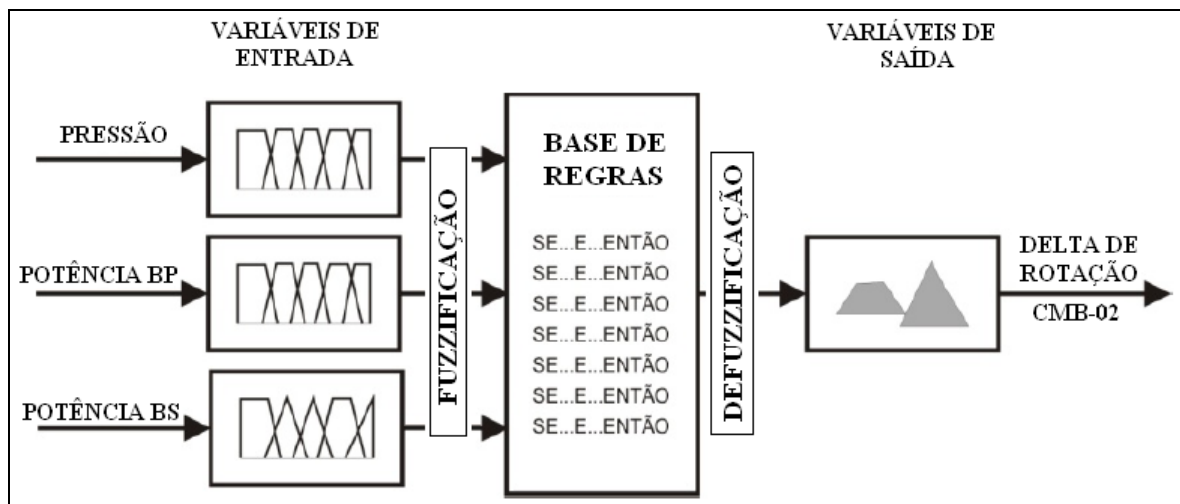 VARIÁVEIS DE
ENTRADA
VARIÁVEIS DE
SAÍDA
PRESSÃO
POTÊNCIA BP
POTÊNCIA BS
FUZZIFICAÇÃO
BASE DE
REGRAS
SE...E...ENTÃO
SE...E...ENTÃO
SE...E...ENTÃO
SE...E...ENTÃO
SE...E...ENTÃO
SE...E...ENTÃO
SE...E...ENTÃO
DEFUZZIFICAÇÃO
DELTA DE
ROTAÇÃO
CMB-02